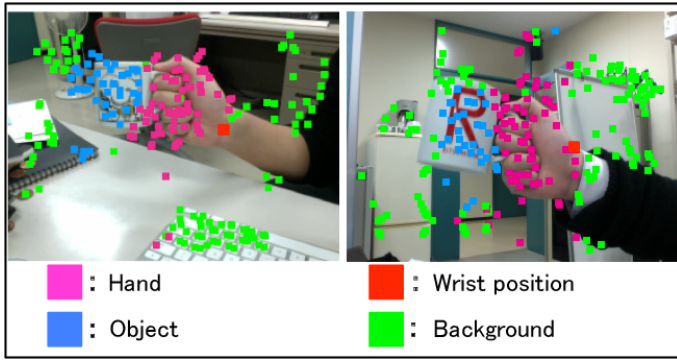 R
: Hand
: Wrist position
: Object
: Background